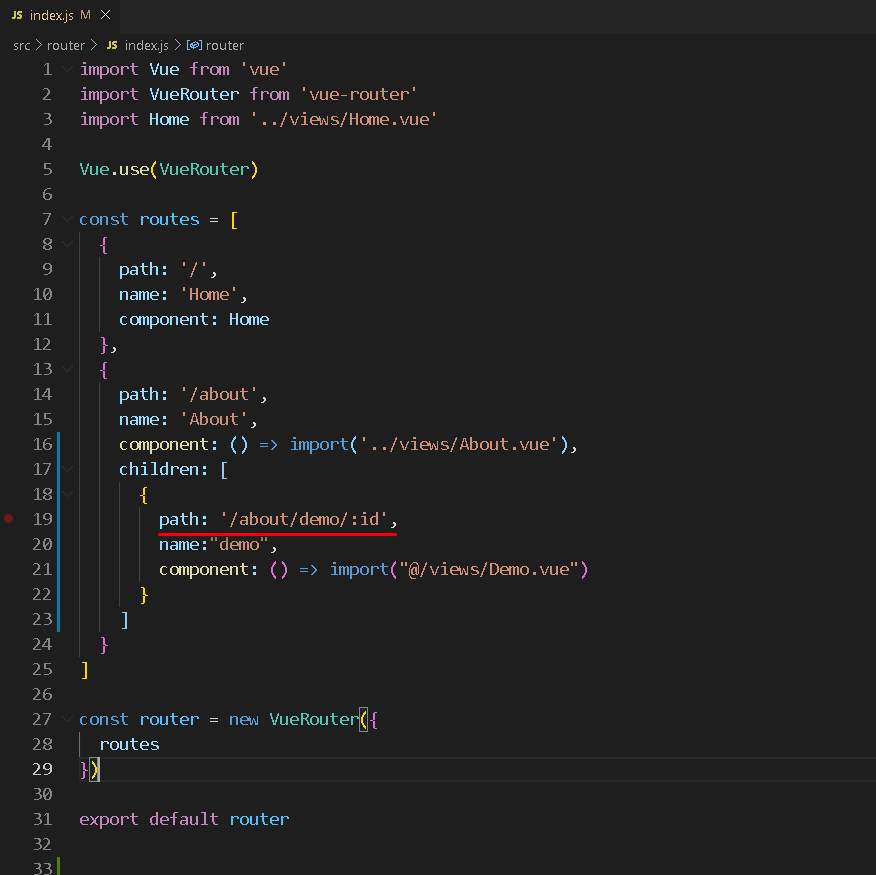 JS index.js M ×
src > router > JS index.js > router
1 import Vue from 'vue'
2 import VueRouter from 'vue-router'
3 import Home from '../views/Home.vue'
4
5 Vue.use(VueRouter)
6
7 const routes = [
8 {
9 path: '/',
10 name: 'Home',
11 component: Home
12 },
13 {
14 path: '/about',
15 name: 'About',
16 component: () => import('../views/About.vue'),
17 children: [
18 {
19 path: '/about/demo/:id',
20 name:"demo",
21 component: () => import("@/views/Demo.vue")
22 }
23 ]
24 }
25 ]
26
27 const router = new VueRouter({
28 routes
29 })
30
31 export default router
32
33